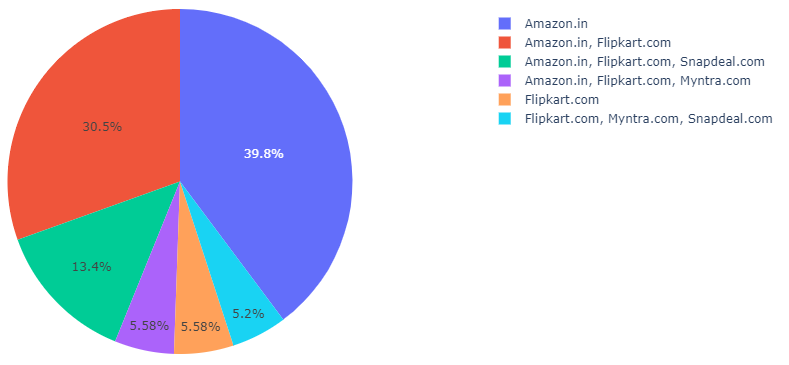 Amazon.in
Amazon.in, Flipkart.com
Amazon.in, Flipkart.com, Snapdeal.com
Amazon.in, Flipkart.com, Myntra.com
Flipkart.com
Flipkart.com, Myntra.com, Snapdeal.com
30.5%
39.8%
13.4%
5.58%
5.58%
5.2%